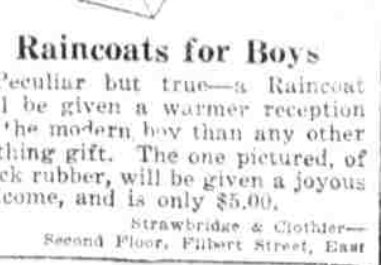 Raincoats for Boys
Peculiar but true—a Raincoat
l be given a warmer reception
the modern boy than any other
thing gift. The one pictured, of
ck rubber, will be given a joyous
come, and is only $5.00.
Strawbridge & Clothier—
Second Floor, Filbert Street, East